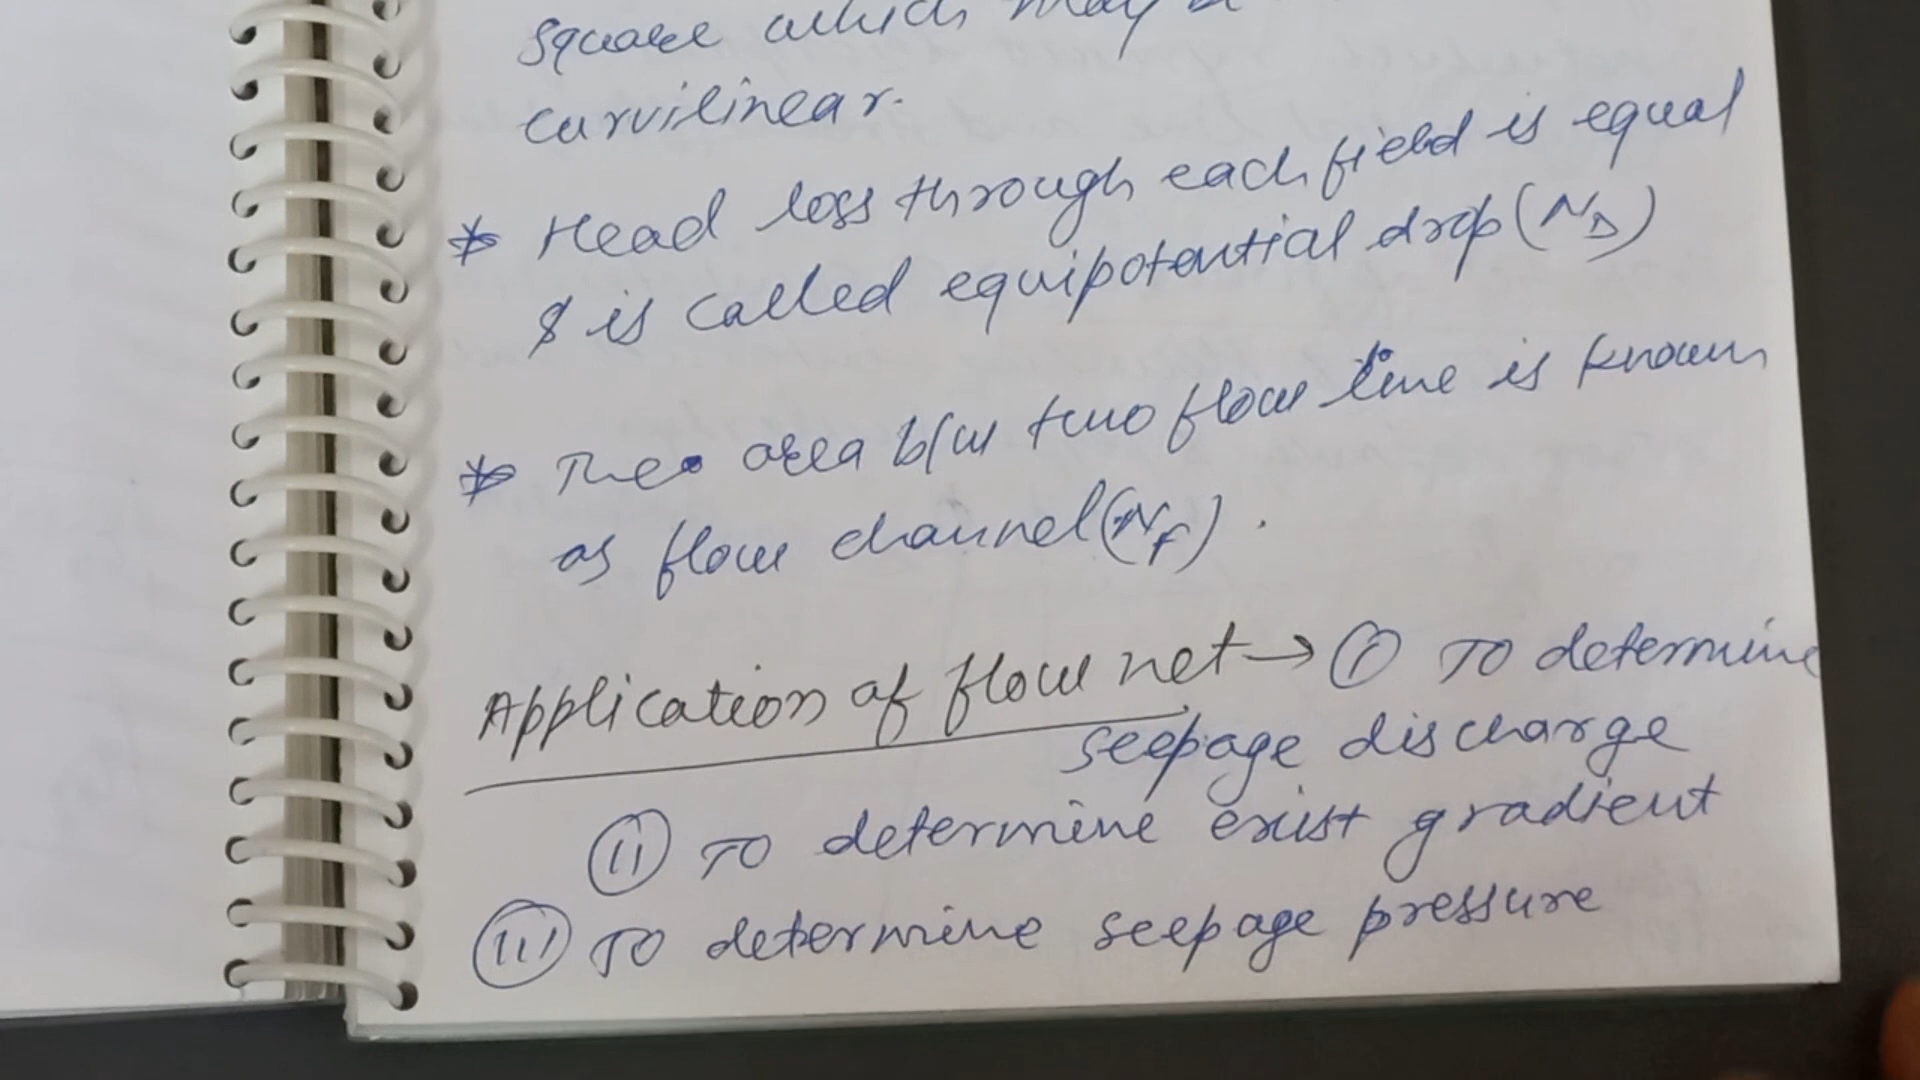 square which may
curvilinear.
* Head loss through each field is equal
& is called equipotential drop (ND)
* The area b/w two flow line is known
as flow channel (Nf).
Application of flow net → (i) To determine
seepage discharge
(ii) To determine exist gradient
(iii) To determine seepage pressure